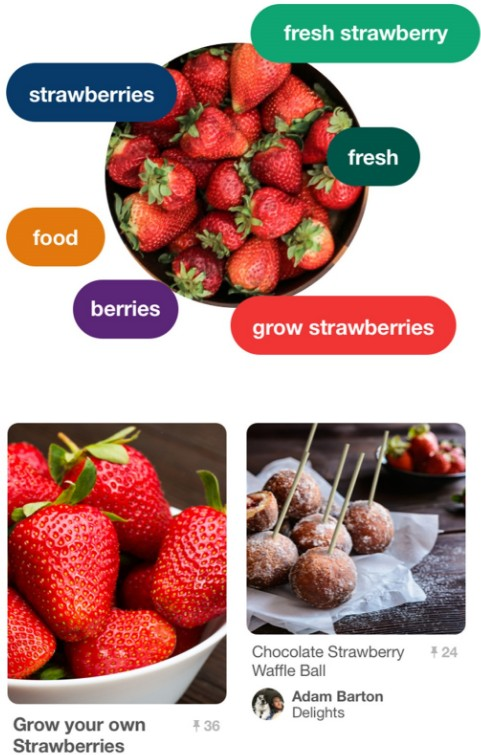 fresh strawberry
strawberries
fresh
food
berries
grow strawberries
Grow your own
Strawberries
36
Chocolate Strawberry
Waffle Ball
24
Adam Barton
Delights